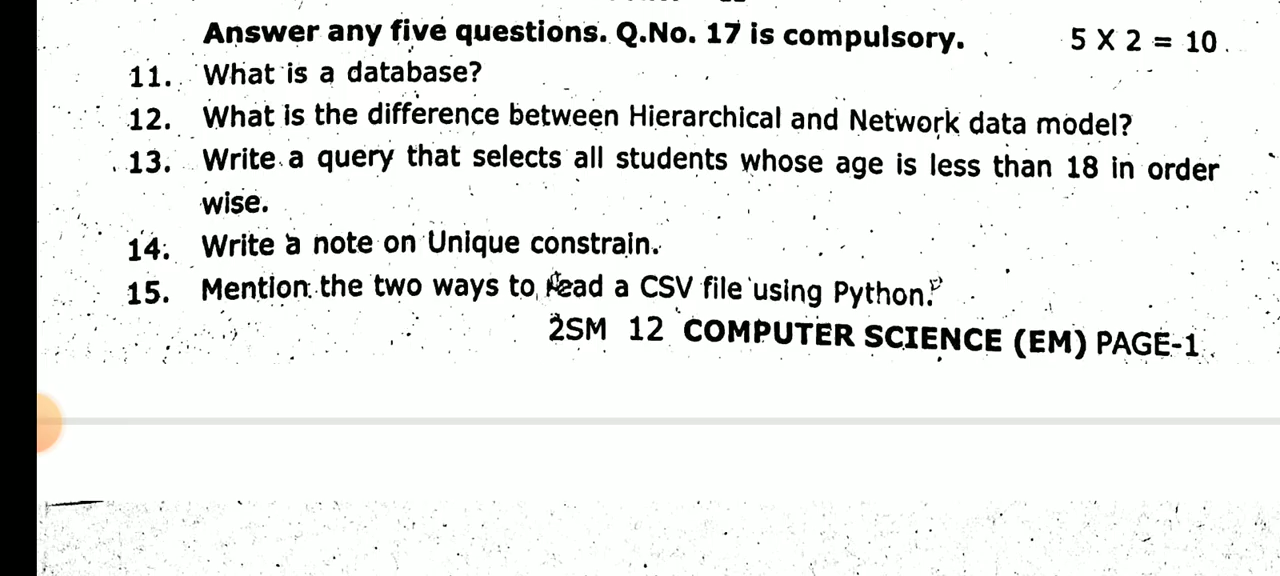 Answer any five questions. Q.No. 17 is compulsory. 5 X 2 = 10.
11. What is a database?
12. What is the difference between Hierarchical and Network data model?
13. Write a query that selects all students whose age is less than 18 in order
wise.
14. Write a note on Unique constrain.
15. Mention the two ways to read a CSV file using Python?
2SM 12 COMPUTER SCIENCE (EM) PAGE-1